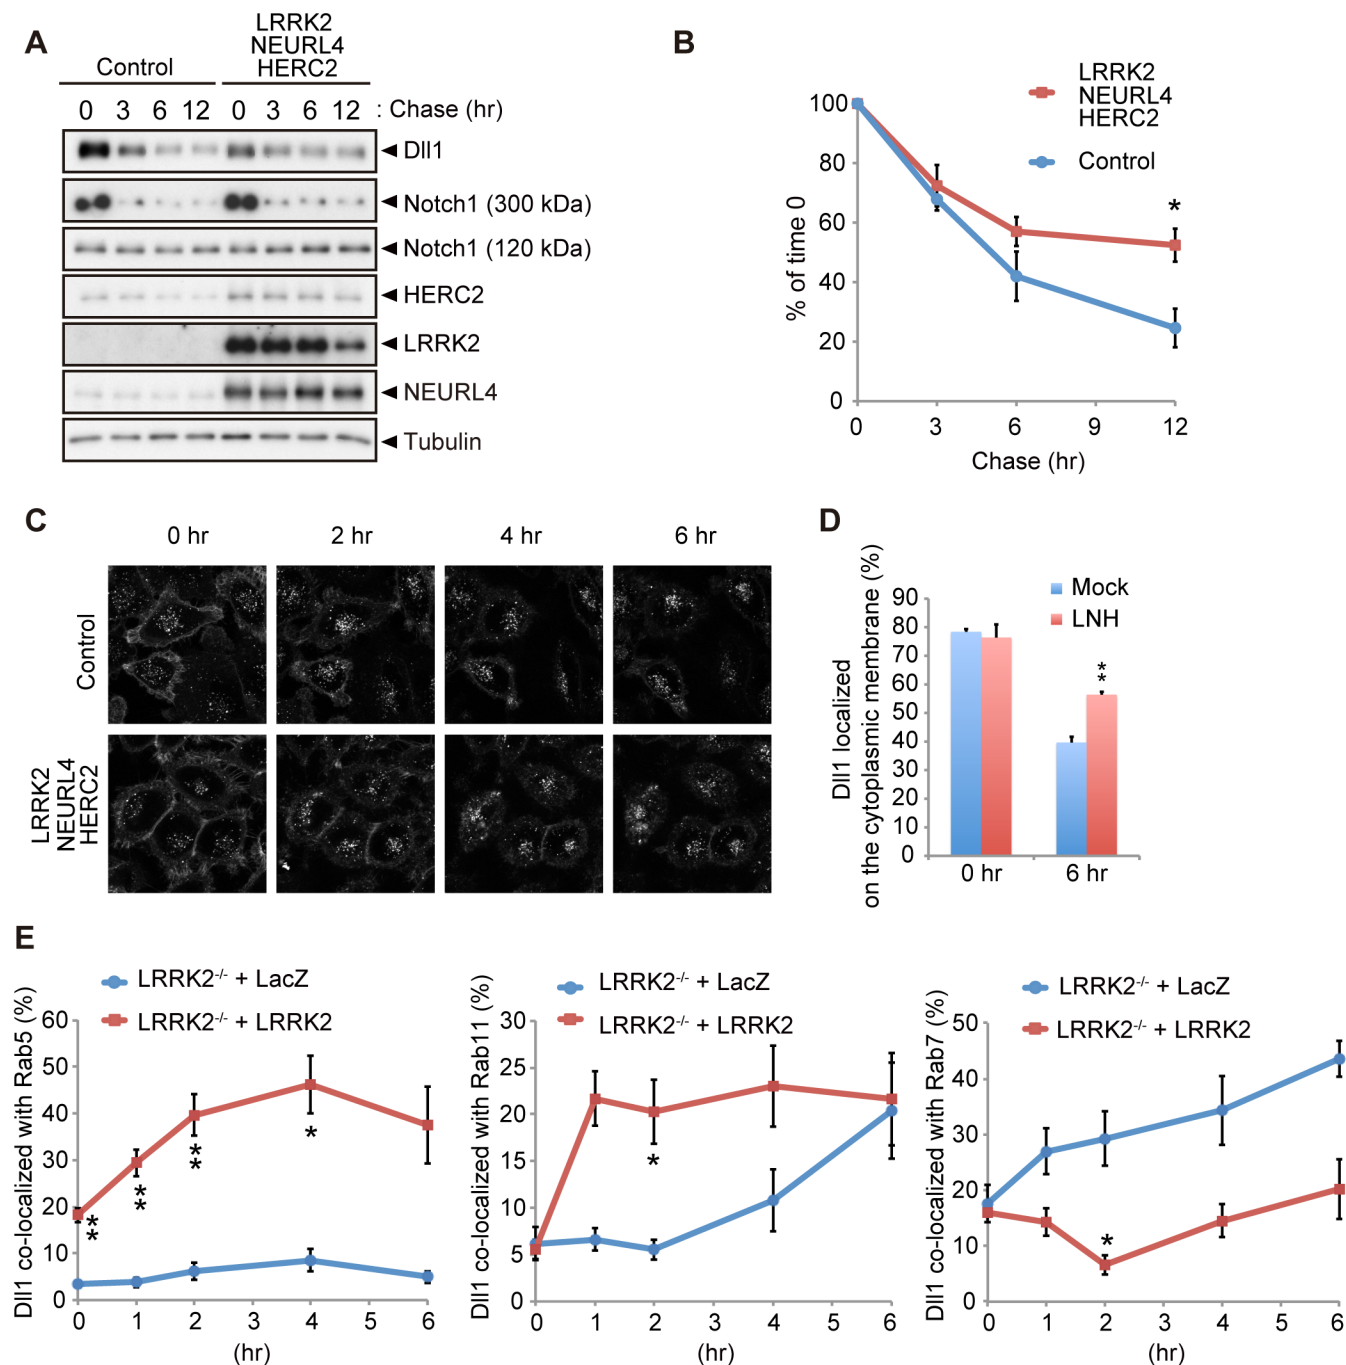 A
Control
LRRK2
NEURL4
HERC2
0 3 6 12 0 3 6 12 : Chase (hr)
Dll1
Notch1 (300 kDa)
Notch1 (120 kDa)
HERC2
LRRK2
NEURL4
Tubulin
B
LRRK2
NEURL4
HERC2
Control
% of time 0
100
80
60
40
20
0
0 3 6 9 12
*
Chase (hr)
C
0 hr 2 hr 4 hr 6 hr
Control
LRRK2
NEURL4
HERC2
D
Dll1 localized
on the cytoplasmic membrane (%)
Mock
LNH
90
80
70
60
50
40
30
20
10
0
**
0 hr 6 hr
E
LRRK2-/- + LacZ
LRRK2-/- + LRRK2
Dll1 co-localized with Rab5 (%)
60
50
40
30
20
10
0
**
**
**
*
0 1 2 3 4 5 6
(hr)
LRRK2-/- + LacZ
LRRK2-/- + LRRK2
Dll1 co-localized with Rab11 (%)
30
25
20
15
10
5
0
*
0 1 2 3 4 5 6
(hr)
LRRK2-/- + LacZ
LRRK2-/- + LRRK2
Dll1 co-localized with Rab7 (%)
50
40
30
20
10
0
*
0 1 2 3 4 5 6
(hr)